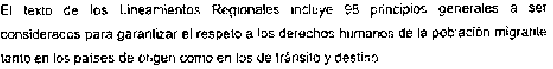 El texto de los Lineamientos Regionales incluye 95 principios generales a ser
considerados para garantizar el respeto a los derechos humanos de la población migrante
tanto en los países de origen como en los de tránsito y destino